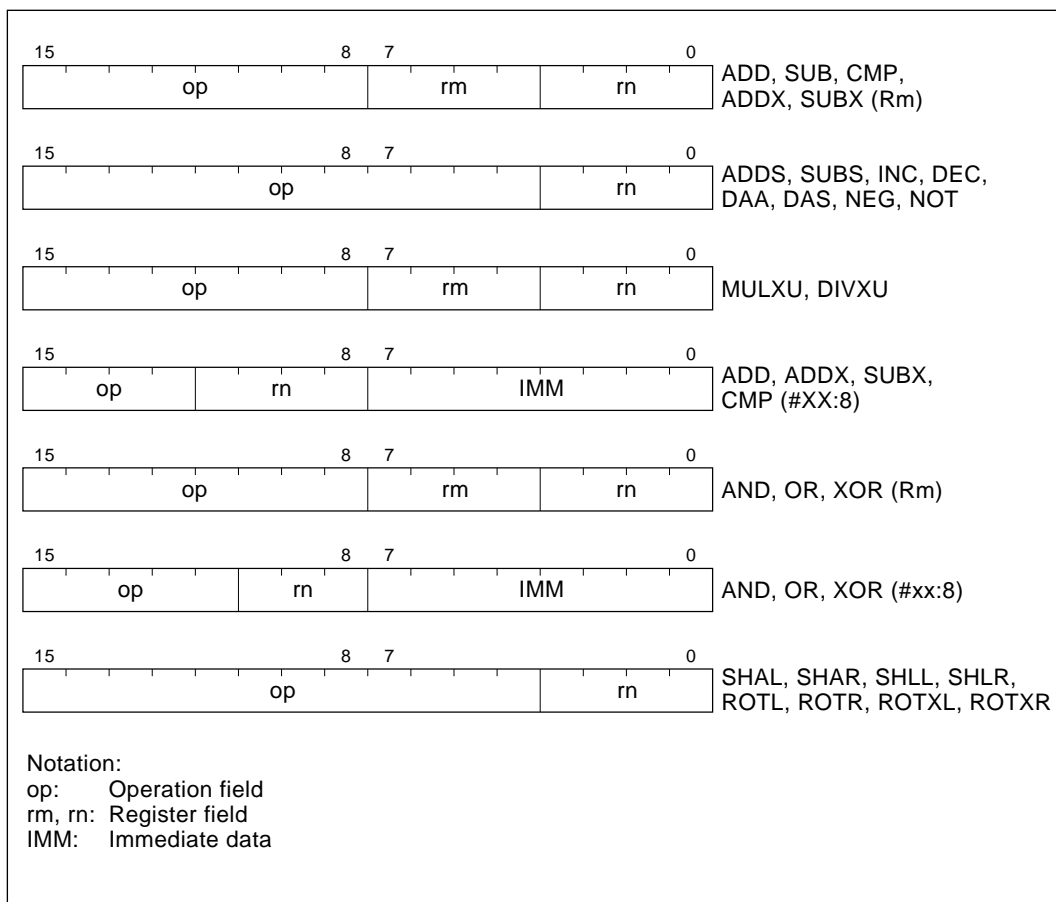 15 8 7 0
op rm rn
ADD, SUB, CMP,
ADDX, SUBX (Rm)
15 8 7 0
op rn
ADDS, SUBS, INC, DEC,
DAA, DAS, NEG, NOT
15 8 7 0
op rm rn
MULXU, DIVXU
15 8 7 0
op rn IMM
ADD, ADDX, SUBX,
CMP (#XX:8)
15 8 7 0
op rm rn
AND, OR, XOR (Rm)
15 8 7 0
op rn IMM
AND, OR, XOR (#xx:8)
15 8 7 0
op rn
SHAL, SHAR, SHLL, SHLR,
ROTL, ROTR, ROTXL, ROTXR
Notation:
op: Operation field
rm, rn: Register field
IMM: Immediate data